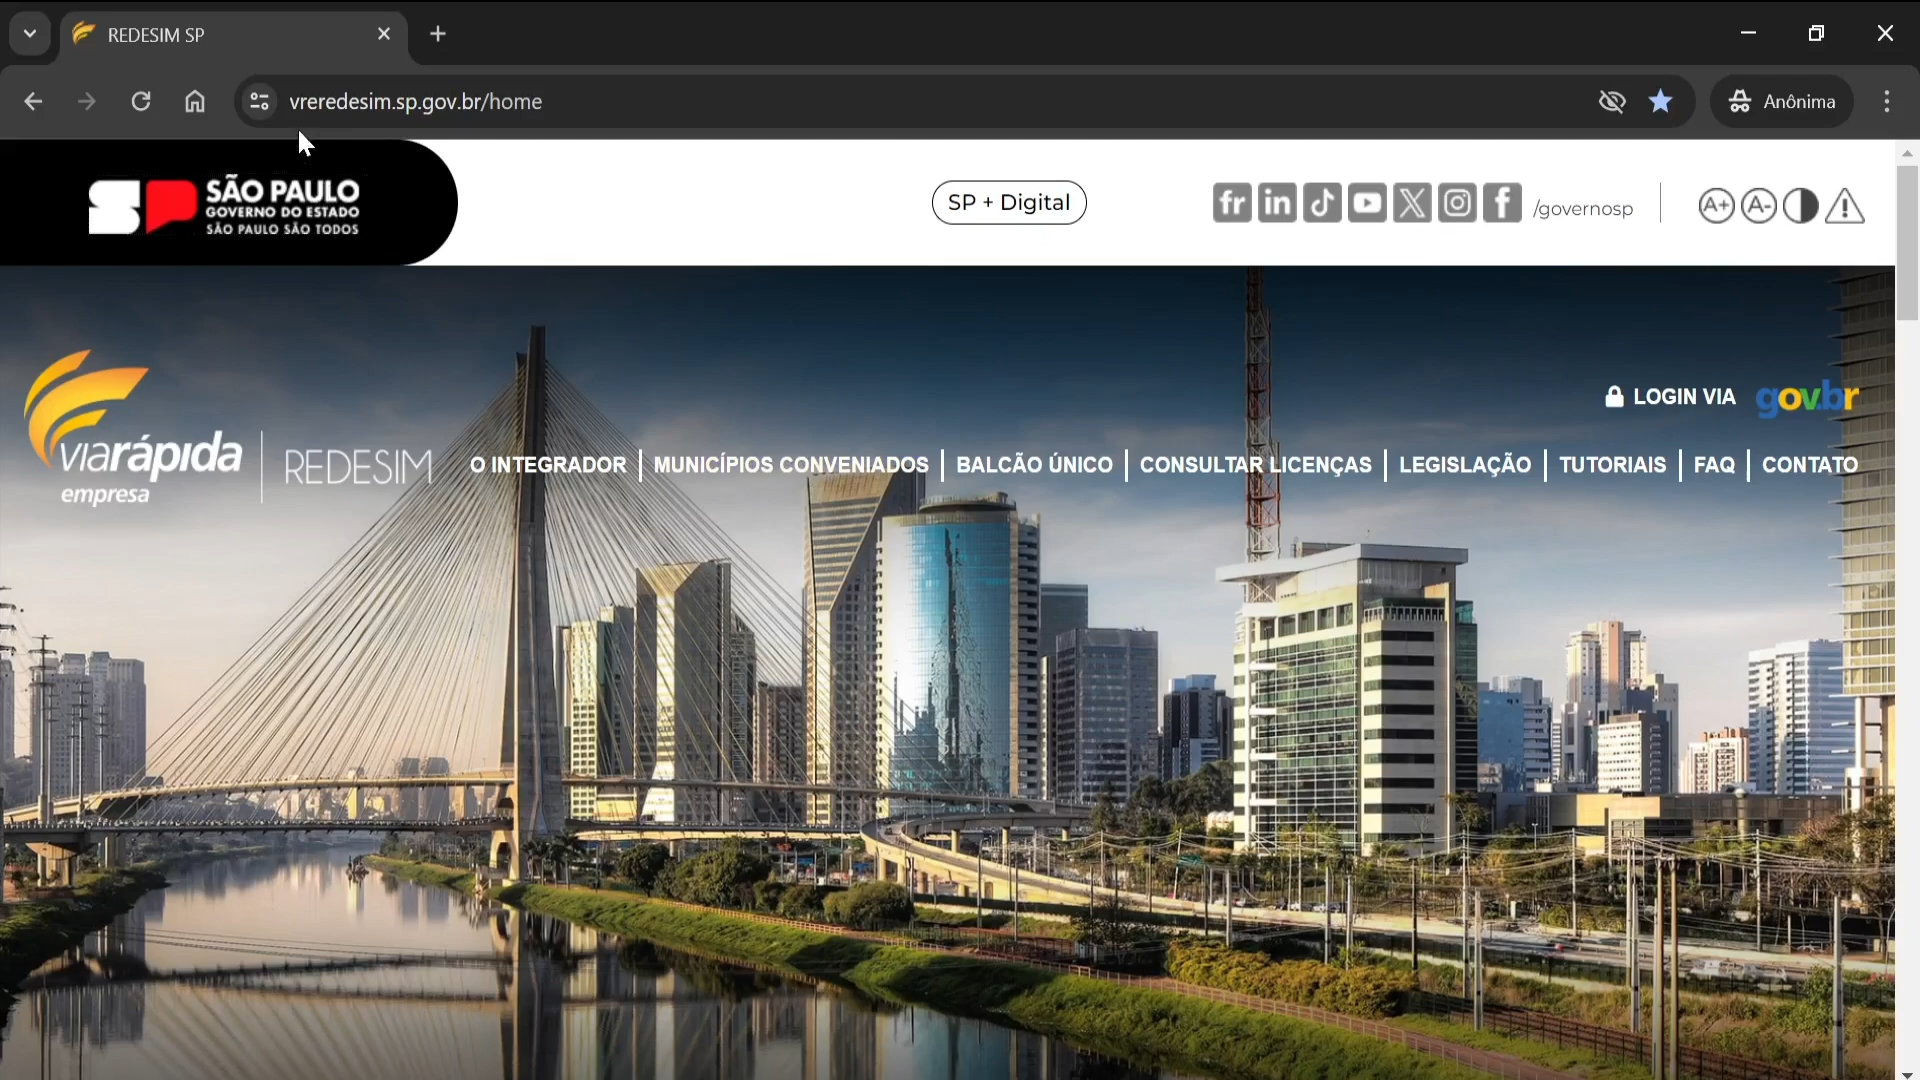 REDESIM SP
vreredesim.sp.gov.br/home
Anônima
SP SÃO PAULO
GOVERNO DO ESTADO
SÃO PAULO SÃO TODOS
SP + Digital
/governosp
A+ A-
LOGIN VIA gov.br
viarápida
empresa
REDESIM
O INTEGRADOR
MUNICÍPIOS CONVENIADOS
BALCÃO ÚNICO
CONSULTAR LICENÇAS
LEGISLAÇÃO
TUTORIAIS
FAQ
CONTATO